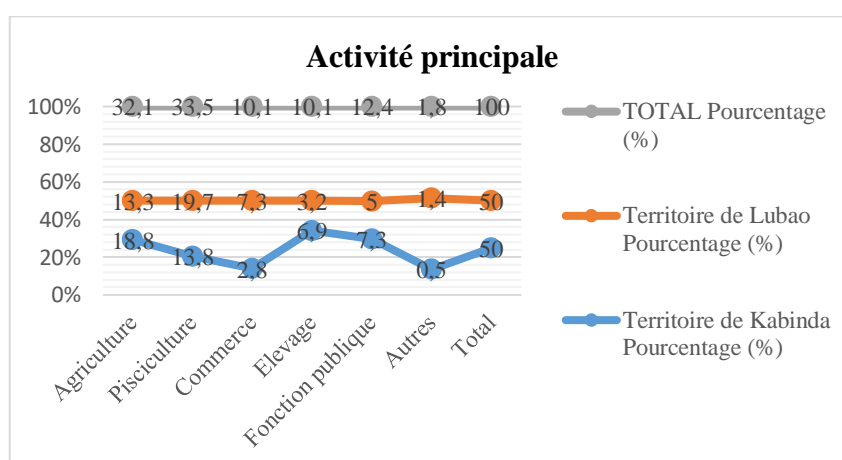 Activité principale
100%
80%
60%
40%
20%
0%
32,1 33,5 10,1 10,1 12,4 1,8 100
13,3 19,7 7,3 3,2 5 1,4 50
18,8 13,8 2,8 6,9 7,3 0,5 50
Agriculture
Pisciculture
Commerce
Elevage
Fonction publique
Autres
Total
TOTAL Pourcentage
(%)
Territoire de Lubao
Pourcentage (%)
Territoire de Kabinda
Pourcentage (%)